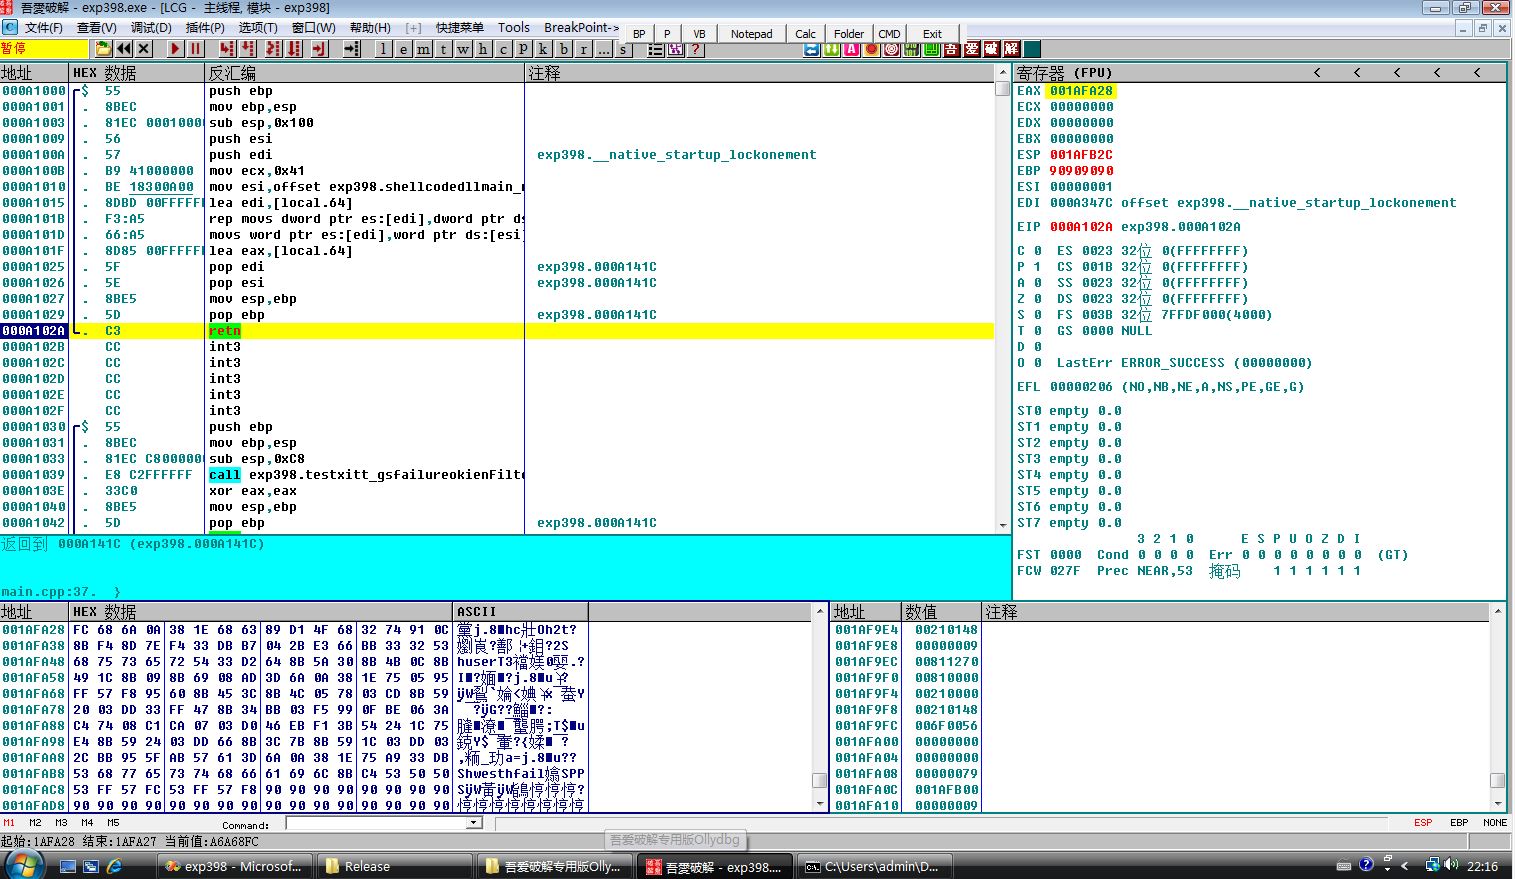 吾愛破解 - exp398.exe - [LCG - 主线程, 模块 - exp398]
文件(F) 查看(V) 调试(D) 插件(P) 选项(T) 窗口(W) 帮助(H) [+] 快捷菜单 Tools BreakPoint->
BP P VB Notepad Calc Folder CMD Exit
暂停 l e m t w h c P k b r ... s ? 吾 爱 破 解
地址 HEX 数据 反汇编 注释
000A1000 $ 55 push ebp
000A1001 . 8BEC mov ebp,esp
000A1003 . 81EC 00010000 sub esp,0x100
000A1009 . 56 push esi
000A100A . 57 push edi exp398.__native_startup_lockonement
000A100B . B9 41000000 mov ecx,0x41
000A1010 . BE 18300A00 mov esi,offset exp398.shellcodedllmain_
000A1015 . 8DBD 00FFFFFF lea edi,[local.64]
000A101B . F3:A5 rep movs dword ptr es:[edi],dword ptr ds
000A101D . 66:A5 movs word ptr es:[edi],word ptr ds:[esi]
000A101F . 8D85 00FFFFFF lea eax,[local.64]
000A1025 . 5F pop edi exp398.000A141C
000A1026 . 5E pop esi exp398.000A141C
000A1027 . 8BE5 mov esp,ebp
000A1029 . 5D pop ebp exp398.000A141C
000A102A . C3 retn
000A102B CC int3
000A102C CC int3
000A102D CC int3
000A102E CC int3
000A102F CC int3
000A1030 $ 55 push ebp
000A1031 . 8BEC mov ebp,esp
000A1033 . 81EC C8000000 sub esp,0xC8
000A1039 . E8 C2FFFFFF call exp398.testxitt_gsfailureokienFilte
000A103E . 33C0 xor eax,eax
000A1040 . 8BE5 mov esp,ebp
000A1042 . 5D pop ebp exp398.000A141C
返回到 000A141C (exp398.000A141C)
main.cpp:37. }
寄存器 (FPU) < < < < <
EAX 001AFA28
ECX 00000000
EDX 00000000
EBX 00000000
ESP 001AFB2C
EBP 90909090
ESI 00000001
EDI 000A347C offset exp398.__native_startup_lockonement
EIP 000A102A exp398.000A102A
C 0 ES 0023 32位 0(FFFFFFFF)
P 1 CS 001B 32位 0(FFFFFFFF)
A 0 SS 0023 32位 0(FFFFFFFF)
Z 0 DS 0023 32位 0(FFFFFFFF)
S 0 FS 003B 32位 7FFDF000(4000)
T 0 GS 0000 NULL
D 0
O 0 LastErr ERROR_SUCCESS (00000000)
EFL 00000206 (NO,NB,NE,A,NS,PE,GE,G)
ST0 empty 0.0
ST1 empty 0.0
ST2 empty 0.0
ST3 empty 0.0
ST4 empty 0.0
ST5 empty 0.0
ST6 empty 0.0
ST7 empty 0.0
3 2 1 0 E S P U O Z D I
FST 0000 Cond 0 0 0 0 Err 0 0 0 0 0 0 0 0 (GT)
FCW 027F Prec NEAR,53 掩码 1 1 1 1 1 1
地址 HEX 数据 ASCII
001AFA28 FC 68 6A 0A 38 1E 68 63 89 D1 4F 68 32 74 91 0C
001AFA38 8B F4 8D 7E F4 33 DB B7 04 2B E3 66 BB 33 32 53
001AFA48 68 75 73 65 72 54 33 D2 64 8B 5A 30 8B 4B 0C 8B
001AFA58 49 1C 8B 09 8B 69 08 AD 3D 6A 0A 38 1E 75 05 95
001AFA68 FF 57 F8 95 60 8B 45 3C 8B 4C 05 78 03 CD 8B 59
001AFA78 20 03 DD 33 FF 47 8B 34 BB 03 F5 99 0F BE 06 3A
001AFA88 C4 74 08 C1 CA 07 03 D0 46 EB F1 3B 54 24 1C 75
001AFA98 E4 8B 59 24 03 DD 66 8B 3C 7B 8B 59 1C 03 DD 03
001AFAA8 2C BB 95 5F AB 57 61 3D 6A 0A 38 1E 75 A9 33 DB
001AFAB8 53 68 77 65 73 74 68 66 61 69 6C 8B C4 53 50 50
001AFAC8 53 FF 57 FC 53 FF 57 F8 90 90 90 90 90 90 90 90
001AFAD8 90 90 90 90 90 90 90 90 90 90 90 90 90 90 90 90
地址 数值 注释
001AF9E4 00210148
001AF9E8 00000009
001AF9EC 00811270
001AF9F0 00810000
001AF9F4 00210000
001AF9F8 00210148
001AF9FC 006F0056
001AFA00 00000000
001AFA04 00000000
001AFA08 00000079
001AFA0C 001AFB00
001AFA10 00000009
M1 M2 M3 M4 M5 Command: ESP EBP NONE
起始:1AFA28 结束:1AFA27 当前值:A6A68FC
吾爱破解专用版Ollydbg
exp398 - Microsof... Release 吾爱破解专用版Olly... 吾愛破解 - exp398.... C:\Users\admin\D... 22:16